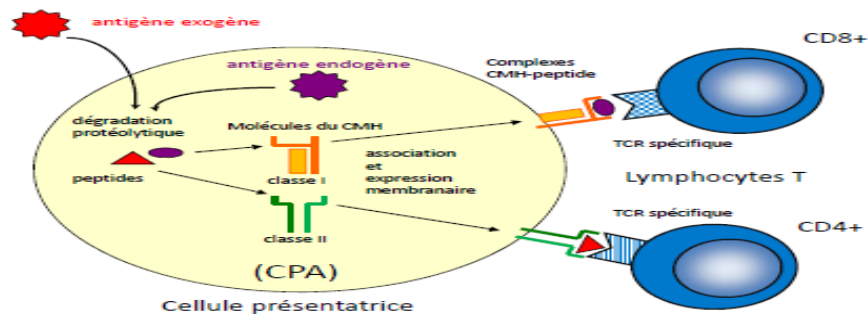 antigène exogène
CD8+
antigène endogène
Complexes
CMH-peptide
dégradation
protéolytique
Molécules du CMH
TCR spécifique
association
et
expression
membranaire
peptides
classe I
Lymphocytes T
TCR spécifique
classe II
CD4+
(CPA)
Cellule présentatrice